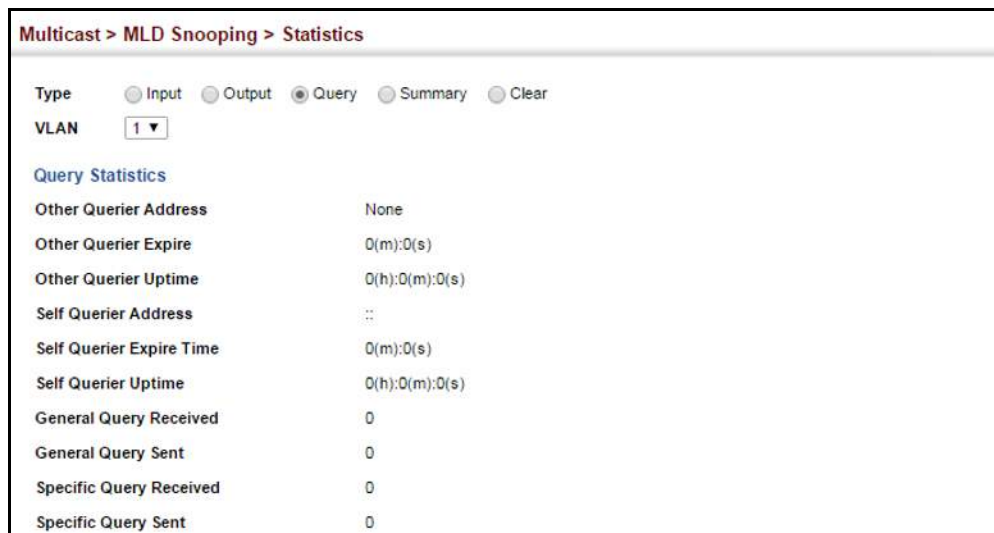 Multicast > MLD Snooping > Statistics
Type Input Output Query Summary Clear
VLAN 1
Query Statistics
Other Querier Address None
Other Querier Expire 0(m):0(s)
Other Querier Uptime 0(h):0(m):0(s)
Self Querier Address ::
Self Querier Expire Time 0(m):0(s)
Self Querier Uptime 0(h):0(m):0(s)
General Query Received 0
General Query Sent 0
Specific Query Received 0
Specific Query Sent 0